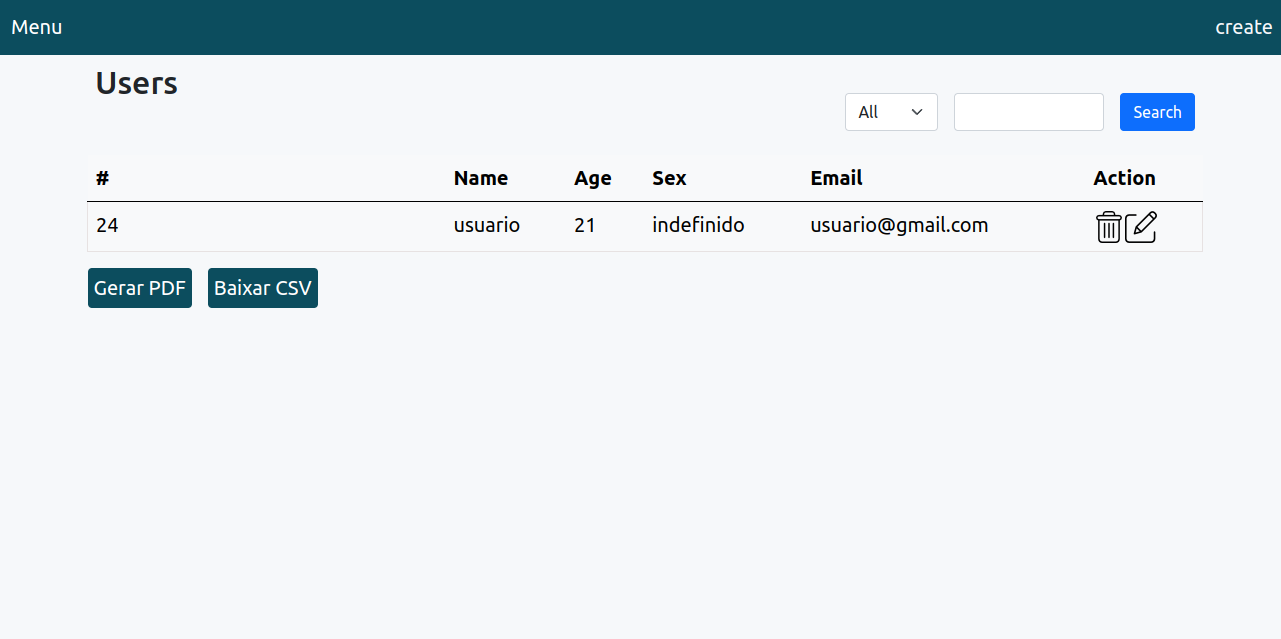 Menu create
Users
All Search
# Name Age Sex Email Action
24 usuario 21 indefinido usuario@gmail.com
Gerar PDF Baixar CSV